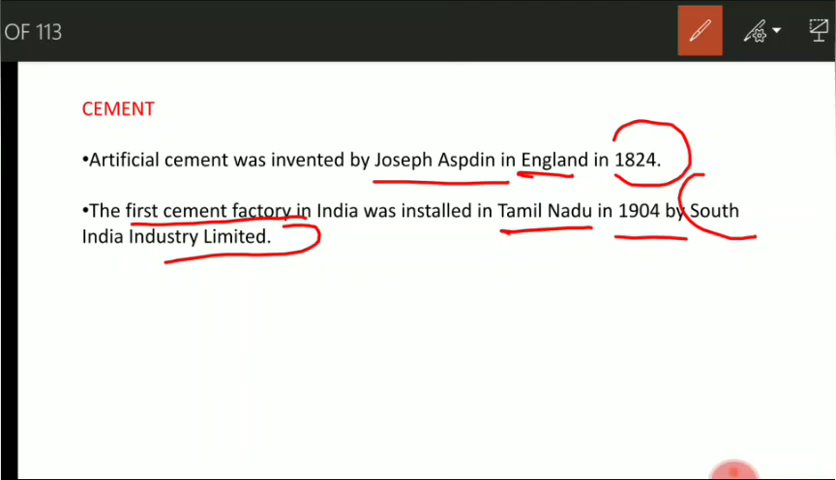 OF 113
CEMENT
•Artificial cement was invented by Joseph Aspdin in England in 1824.
•The first cement factory in India was installed in Tamil Nadu in 1904 by South
India Industry Limited.